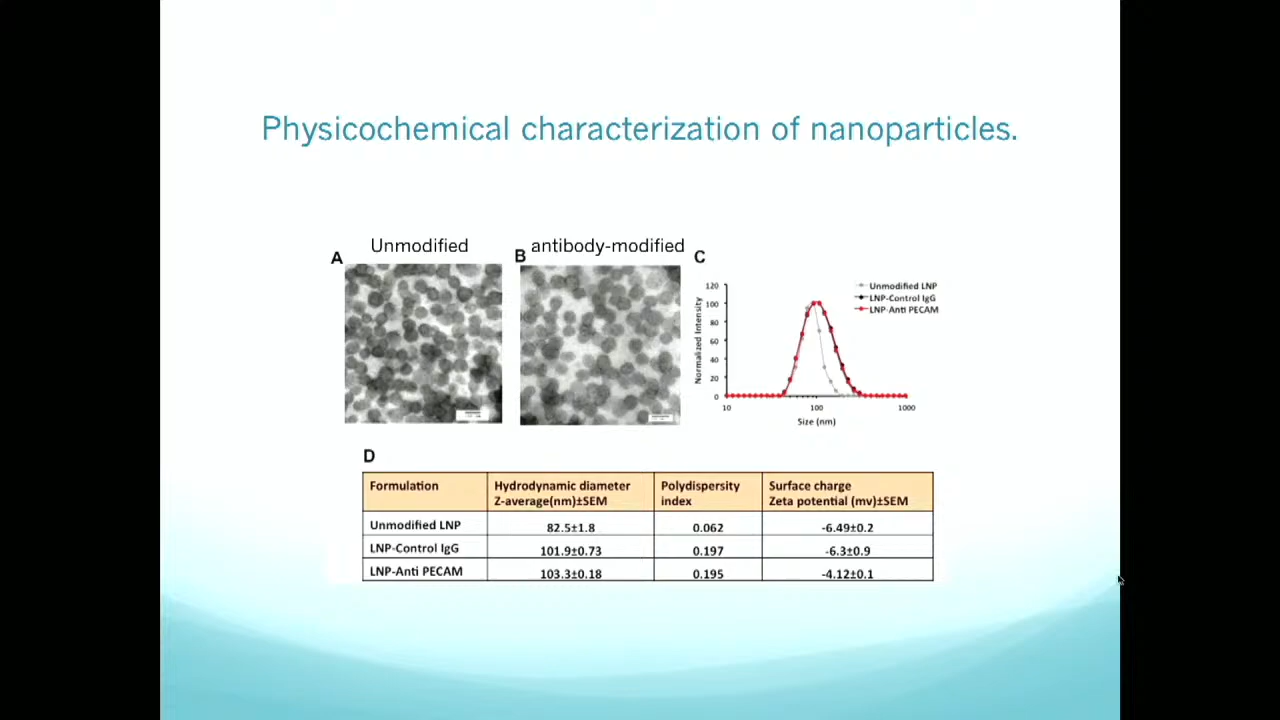 Physicochemical characterization of nanoparticles.
A
Unmodified
B
antibody-modified
C
120
100
80
60
40
20
0
Normalized Intensity
10
100
1000
Size (nm)
Unmodified LNP
LNP-Control IgG
LNP-Anti PECAM
D
Formulation
Hydrodynamic diameter
Z-average(nm)±SEM
Polydispersity
index
Surface charge
Zeta potential (mv)±SEM
Unmodified LNP 82.5±1.8 0.062 -6.49±0.2
LNP-Control IgG 101.9±0.73 0.197 -6.3±0.9
LNP-Anti PECAM 103.3±0.18 0.195 -4.12±0.1